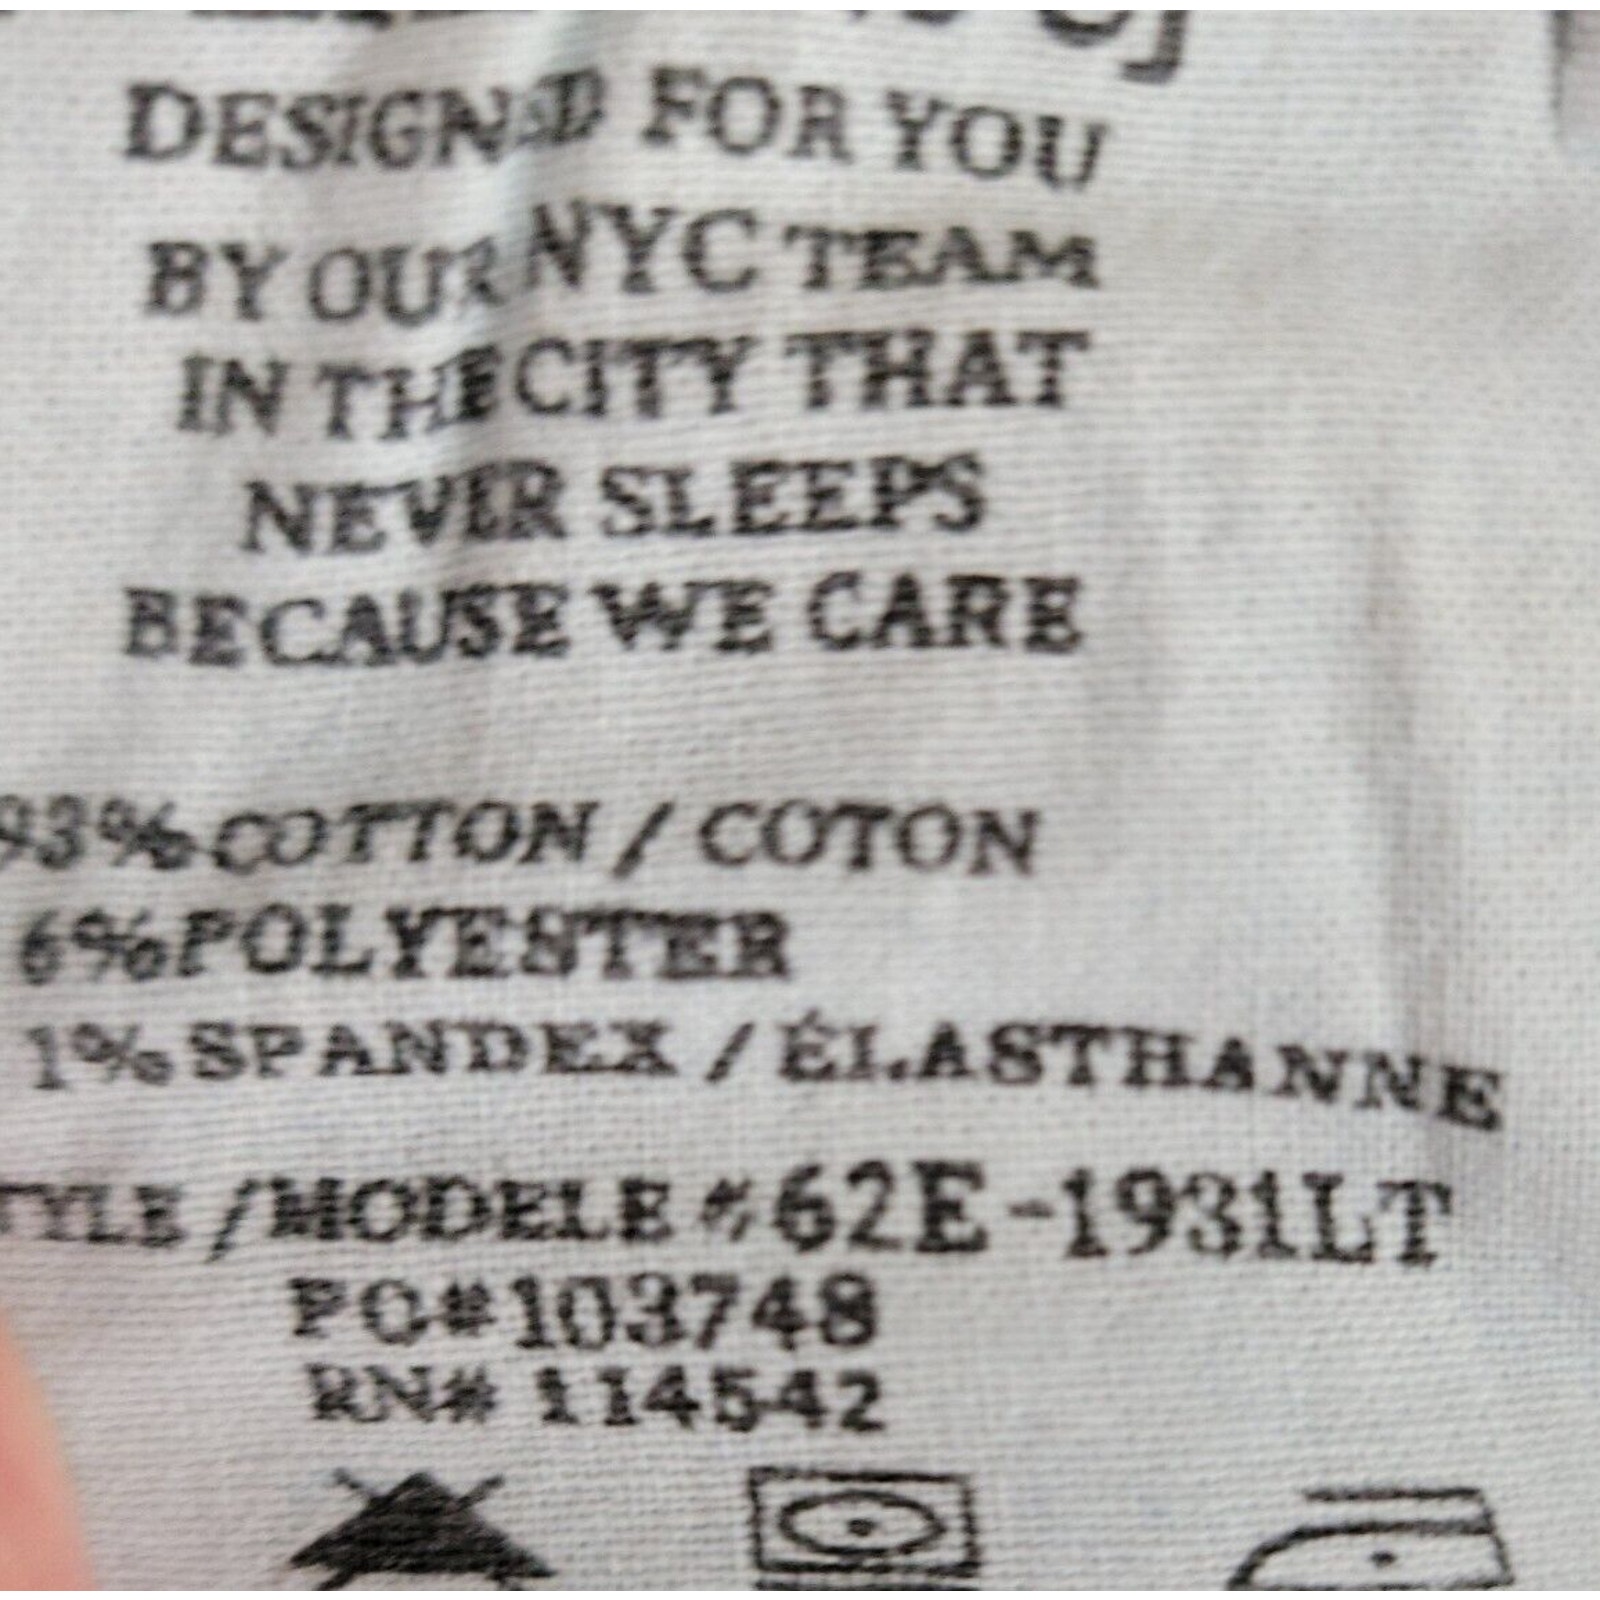 DESIGNED FOR YOU
BY OUR NYC TEAM
IN THE CITY THAT
NEVER SLEEPS
BECAUSE WE CARE
93% COTTON / COTON
6% POLYESTER
1% SPANDEX / ÉLASTHANNE
TYLE / MODELE # 62E-1931LT
PO#103748
RN# 114542